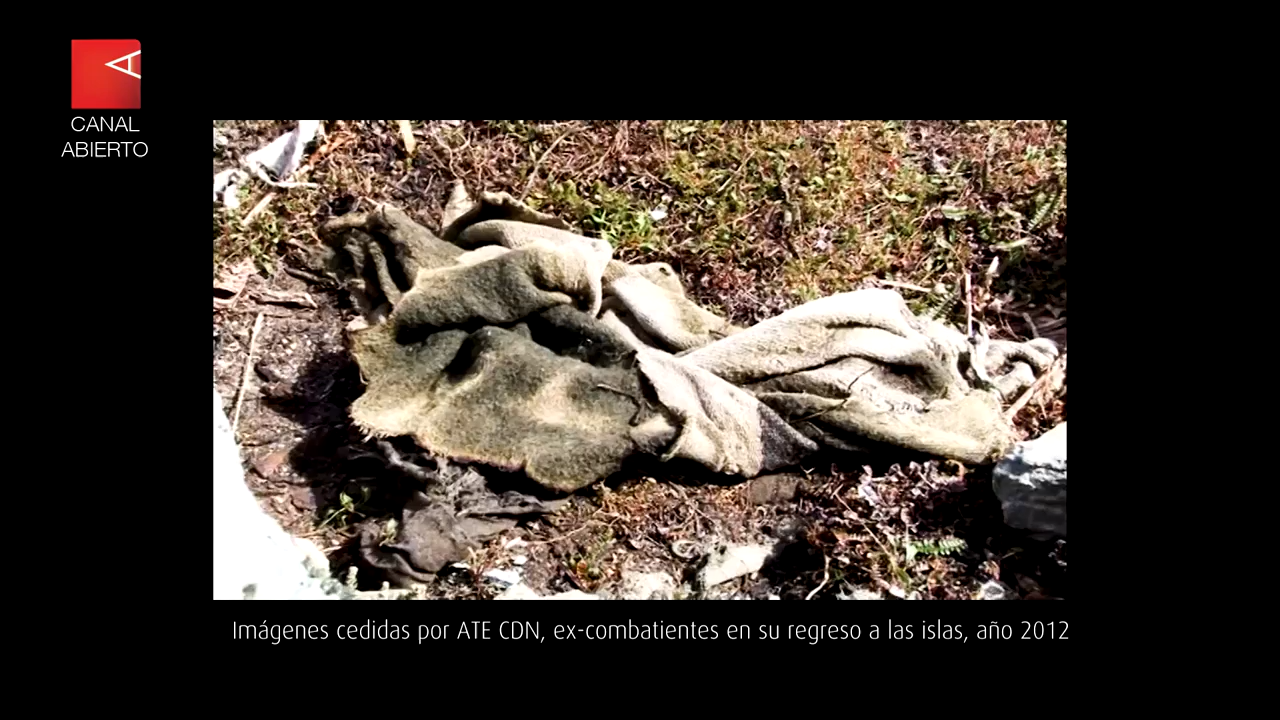 CANAL
ABIERTO
Imágenes cedidas por ATE CDN, ex-combatientes en su regreso a las islas, año 2012